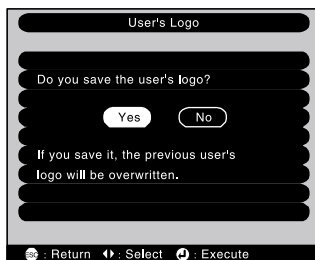 User's Logo
Do you save the user's logo?
Yes No
If you save it, the previous user's
logo will be overwritten.
ESC : Return : Select : Execute